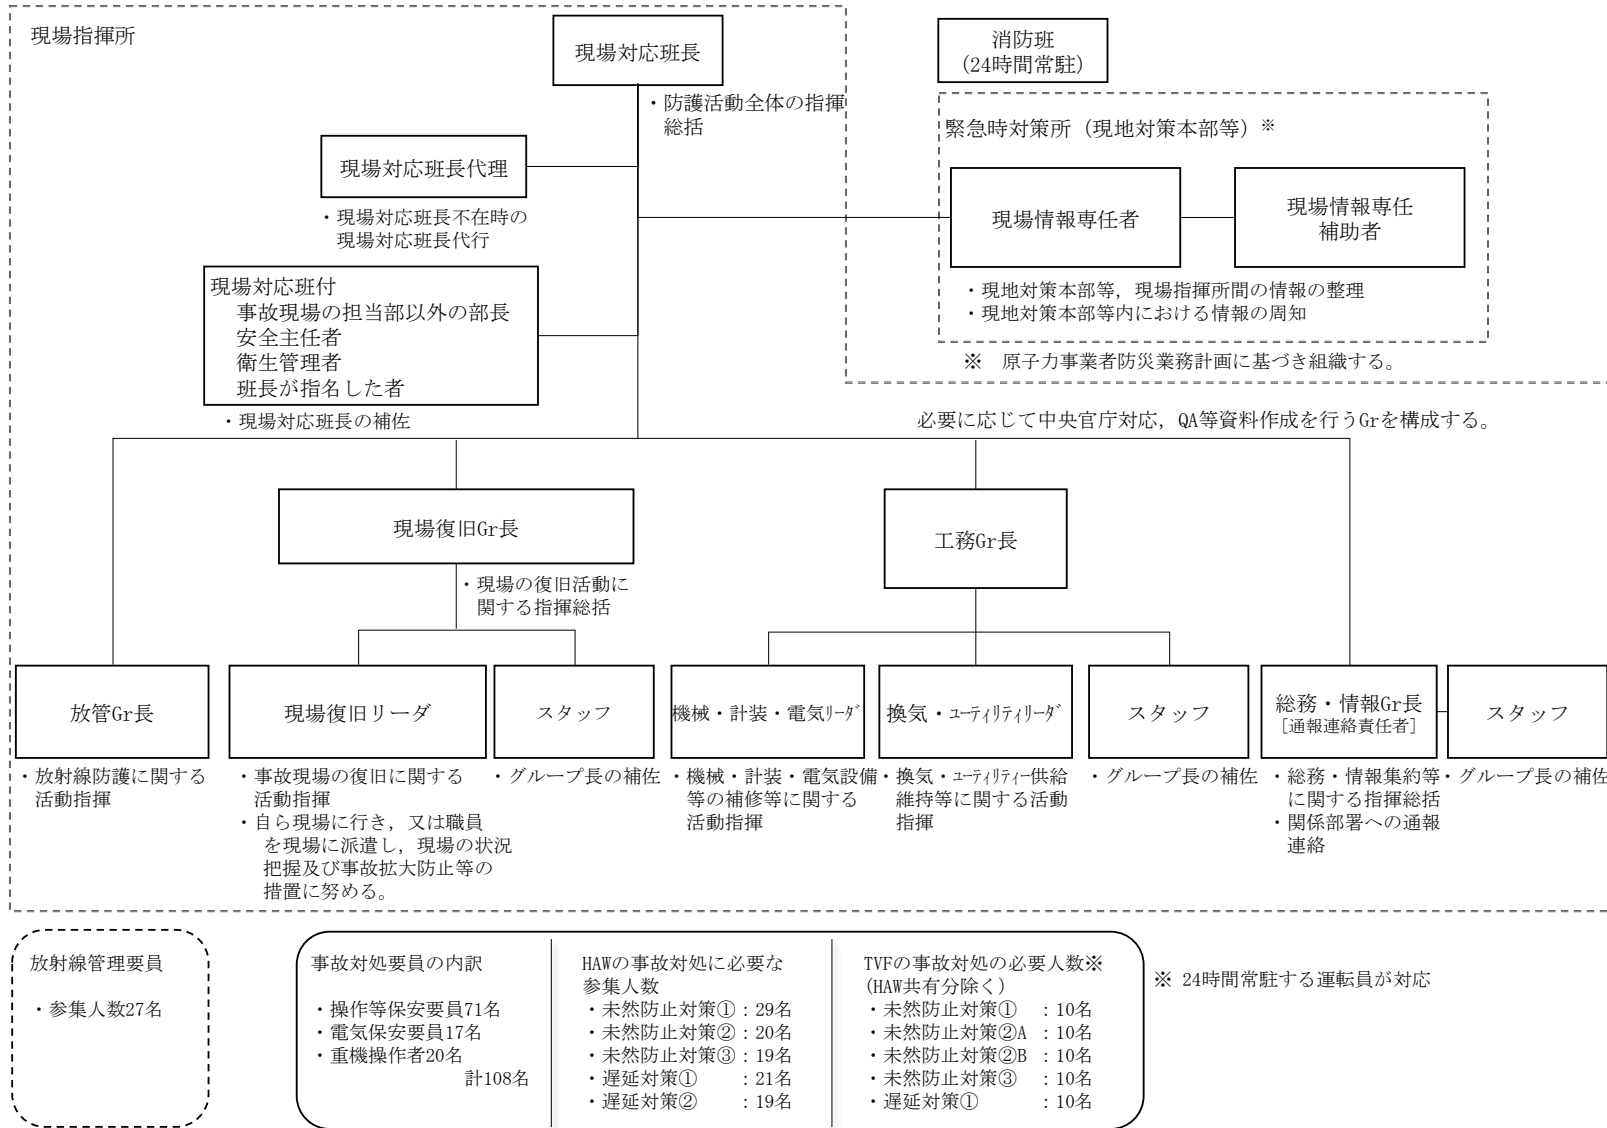 現場指揮所
現場対応班長
・防護活動全体の指揮
総括
消防班
(24時間常駐)
緊急時対策所（現地対策本部等）※
現場対応班長代理
・現場対応班長不在時の
現場対応班長代行
現場情報専任者
現場情報専任
補助者
・現地対策本部等，現場指揮所間の情報の整理
・現地対策本部等内における情報の周知
※　原子力事業者防災業務計画に基づき組織する。
現場対応班付
事故現場の担当部以外の部長
安全主任者
衛生管理者
班長が指名した者
・現場対応班長の補佐
必要に応じて中央官庁対応，QA等資料作成を行うGrを構成する。
現場復旧Gr長
・現場の復旧活動に
関する指揮総括
工務Gr長
放管Gr長
・放射線防護に関する
活動指揮
現場復旧リーダ
・事故現場の復旧に関する
活動指揮
・自ら現場に行き，又は職員
を現場に派遣し，現場の状況
把握及び事故拡大防止等の
措置に努める。
スタッフ
・グループ長の補佐
機械・計装・電気ﾘｰﾀﾞ
・機械・計装・電気設備
等の補修等に関する
活動指揮
換気・ﾕｰﾃｨﾘﾃｨﾘｰﾀﾞ
・換気・ﾕｰﾃｨﾘﾃｨｰ供給
維持等に関する活動
指揮
スタッフ
・グループ長の補佐
総務・情報Gr長
[通報連絡責任者]
・総務・情報集約等
に関する指揮総括
・関係部署への通報
連絡
スタッフ
・グループ長の補佐
放射線管理要員
・参集人数27名
事故対処要員の内訳
・操作等保安要員71名
・電気保安要員17名
・重機操作者20名
計108名
HAWの事故対処に必要な
参集人数
・未然防止対策①：29名
・未然防止対策②：20名
・未然防止対策③：19名
・遅延対策①　　：21名
・遅延対策②　　：19名
TVFの事故対処の必要人数※
(HAW共有分除く)
・未然防止対策①　：10名
・未然防止対策②A ：10名
・未然防止対策②B ：10名
・未然防止対策③　：10名
・遅延対策①　　　：10名
※ 24時間常駐する運転員が対応